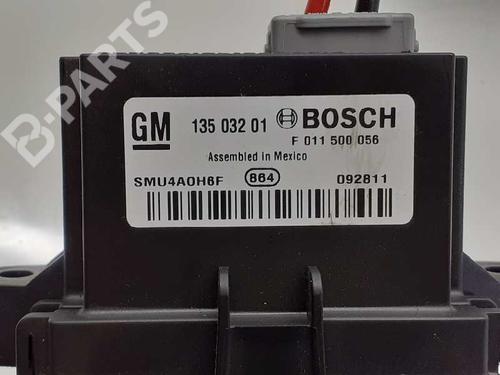 B-PARTS
GM 135 032 01 BOSCH
F 011 500 056
Assembled in Mexico
SMU4A0H6F 864 092811